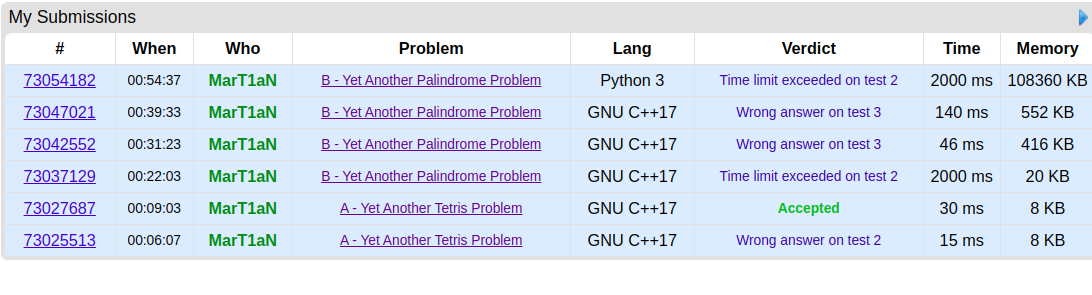 My Submissions
# When Who Problem Lang Verdict Time Memory
73054182 00:54:37 MarT1aN B - Yet Another Palindrome Problem Python 3 Time limit exceeded on test 2 2000 ms 108360 KB
73047021 00:39:33 MarT1aN B - Yet Another Palindrome Problem GNU C++17 Wrong answer on test 3 140 ms 552 KB
73042552 00:31:23 MarT1aN B - Yet Another Palindrome Problem GNU C++17 Wrong answer on test 3 46 ms 416 KB
73037129 00:22:03 MarT1aN B - Yet Another Palindrome Problem GNU C++17 Time limit exceeded on test 2 2000 ms 20 KB
73027687 00:09:03 MarT1aN A - Yet Another Tetris Problem GNU C++17 Accepted 30 ms 8 KB
73025513 00:06:07 MarT1aN A - Yet Another Tetris Problem GNU C++17 Wrong answer on test 2 15 ms 8 KB